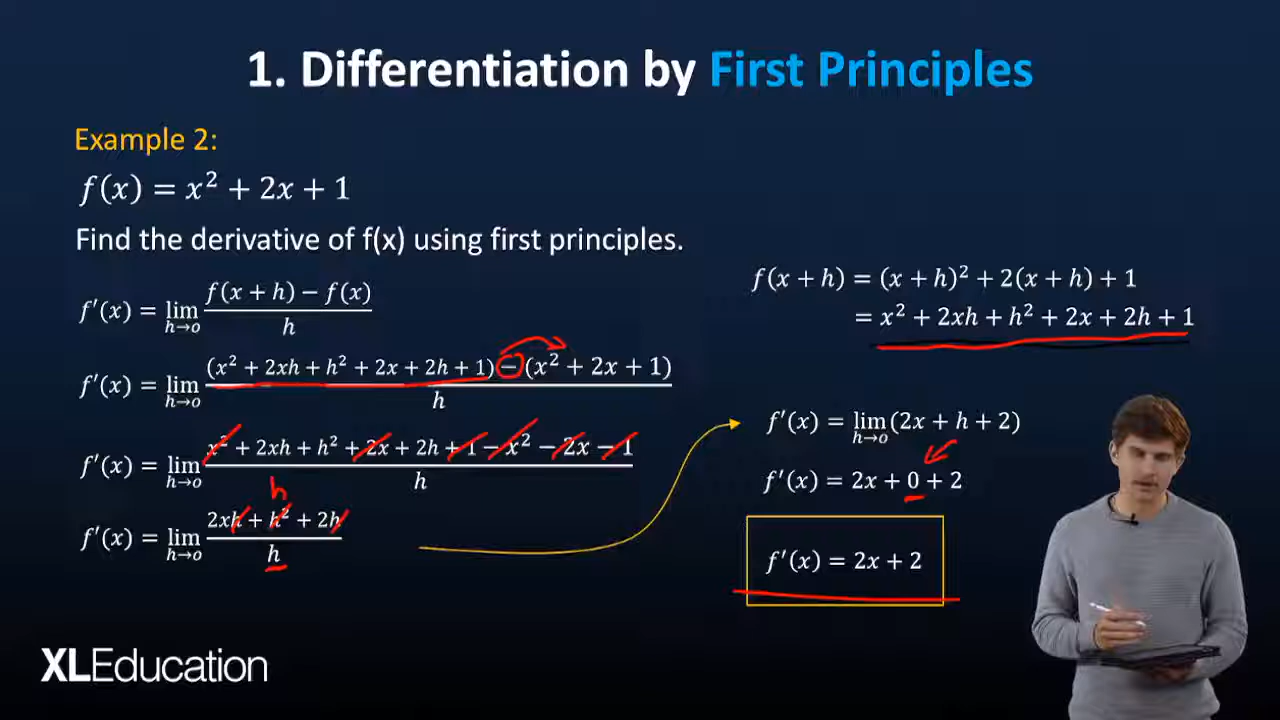 1. Differentiation by First Principles
Example 2:
f(x) = x² + 2x + 1
Find the derivative of f(x) using first principles.
f′(x) = lim h→o f(x + h) − f(x) / h
f′(x) = lim h→o (x² + 2xh + h² + 2x + 2h + 1) − (x² + 2x + 1) / h
f′(x) = lim h→o x² + 2xh + h² + 2x + 2h + 1 − x² − 2x − 1 / h
h
f′(x) = lim h→o 2xh + h² + 2h / h
f(x + h) = (x + h)² + 2(x + h) + 1
= x² + 2xh + h² + 2x + 2h + 1
f′(x) = lim h→o (2x + h + 2)
f′(x) = 2x + 0 + 2
f′(x) = 2x + 2
XLEducation